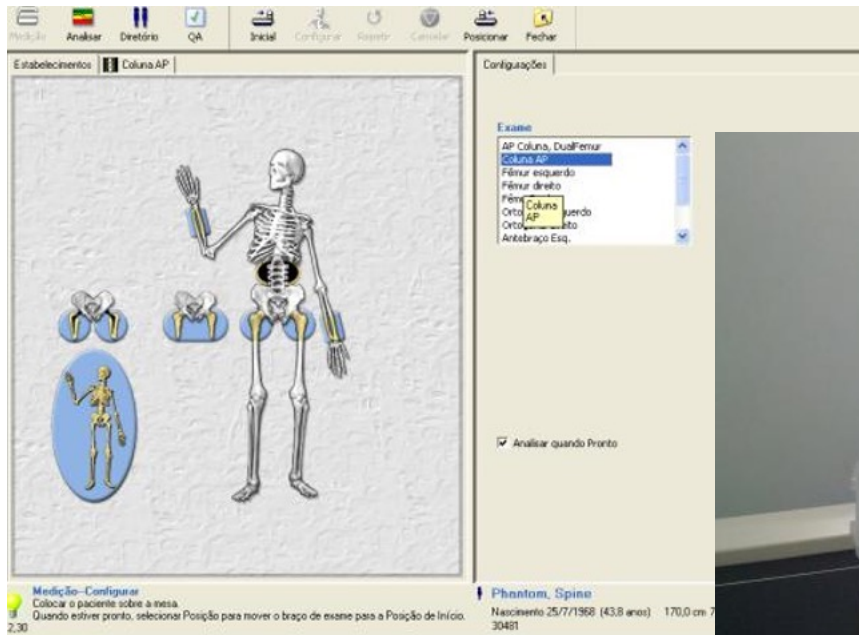 Medição Analisar Diretório QA Inicial Configurar Repetir Cancelar Posicionar Fechar
Estabelecimentos Coluna AP
Configurações
Exame
AP Coluna, DualFemur
Coluna AP
Fêmur esquerdo
Fêmur direito
Coluna AP
Antebraço Esq.
Analisar quando Pronto
Medição--Configurar
Colocar o paciente sobre a mesa.
Quando estiver pronto, selecionar Posição para mover o braço de exame para a Posição de Início.
2,30
Phantom, Spine
Nascimento 25/7/1968 (43,8 anos) 170,0 cm 7
30481